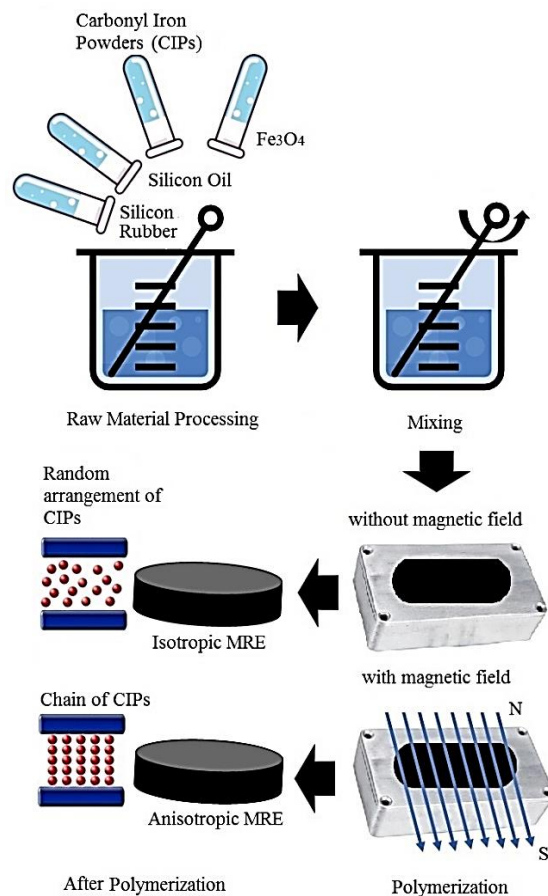 Carbonyl Iron
Powders (CIPs)
Fe3O4
Silicon Oil
Silicon
Rubber
Raw Material Processing
Mixing
Random
arrangement of
CIPs
without magnetic field
Isotropic MRE
with magnetic field
Chain of CIPs
N
Anisotropic MRE
S
After Polymerization
Polymerization